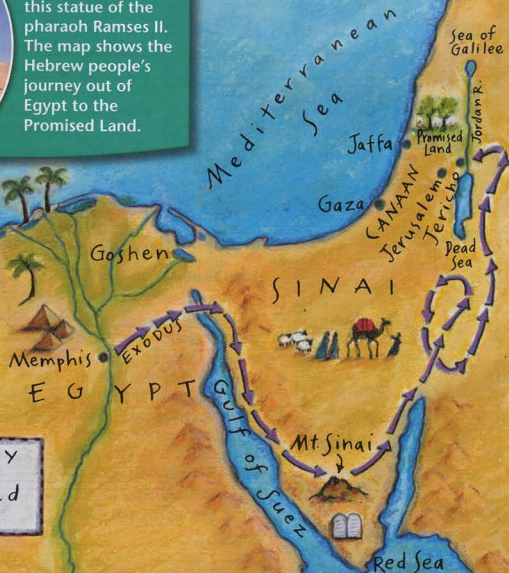 this statue of the
pharaoh Ramses II.
The map shows the
Hebrew people's
journey out of
Egypt to the
Promised Land.
Mediterranean
Sea
Sea of
Galilee
Jordan R.
Promised
Land
Jaffa
Gaza
CANAAN
Jerusalem
Jericho
Dead
Sea
Goshen
SINAI
EXODUS
Memphis
EGYPT
Gulf of Suez
Mt. Sinai
Red Sea
y
d